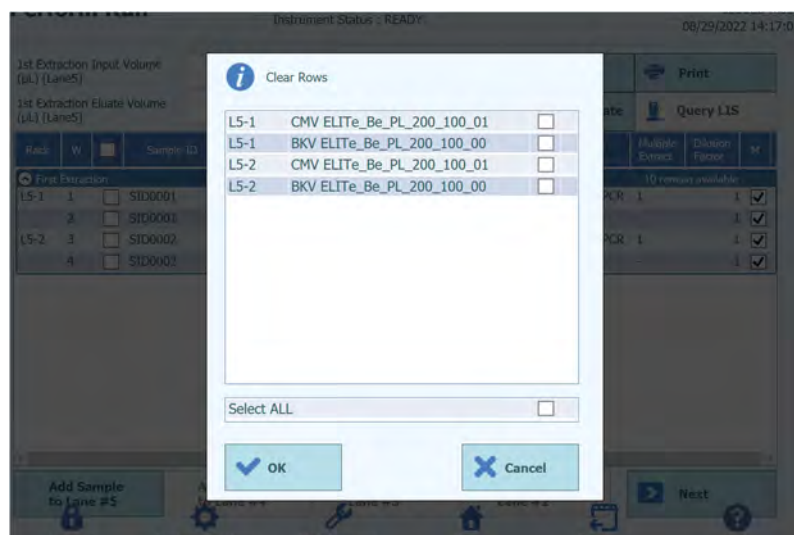 Instrument Status : READY
08/29/2022 14:17:0
1st Extraction Input Volume
(µL) (Lane5)
Print
1st Extraction Eluate Volume
(µL) (Lane5)
ate
Query LIS
Clear Rows
L5-1 CMV ELITe_Be_PL_200_100_01
L5-1 BKV ELITe_Be_PL_200_100_00
L5-2 CMV ELITe_Be_PL_200_100_01
L5-2 BKV ELITe_Be_PL_200_100_00
Select ALL
OK Cancel
Rack W Sample ID
Multiple Extract Dilution Factor M
First Extraction
L5-1 1 SID0001 PCR 1 1
2 SID0001 1
L5-2 3 SID0002 PCR 1 1
4 SID0002 1
Add Sample
to Lane #5
Next